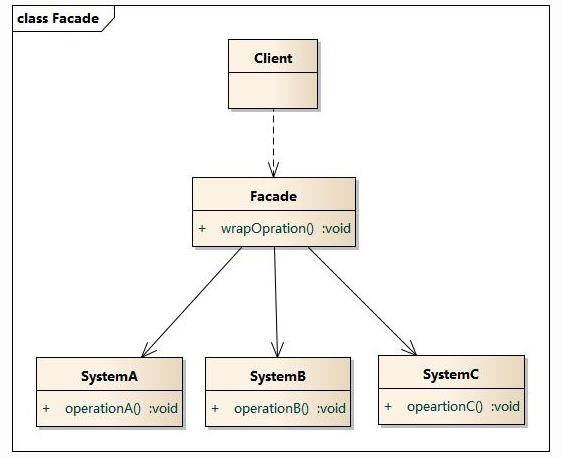 class Facade
Client
Facade
+ wrapOpration() :void
SystemA
+ operationA() :void
SystemB
+ operationB() :void
SystemC
+ opeartionC() :void